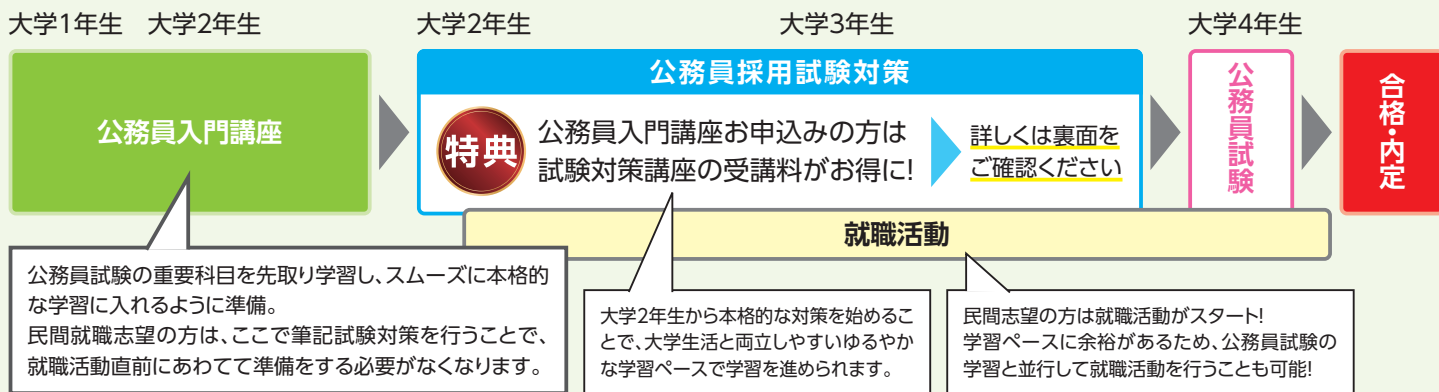 大学1年生 大学2年生
大学2年生
大学3年生
大学4年生
公務員入門講座
公務員採用試験対策
特典
公務員入門講座お申込みの方は
試験対策講座の受講料がお得に!
詳しくは裏面を
ご確認ください
公務員試験
合格・内定
就職活動
公務員試験の重要科目を先取り学習し、スムーズに本格的
な学習に入れるように準備。
民間就職志望の方は、ここで筆記試験対策を行うことで、
就職活動直前にあわてて準備をする必要がなくなります。
大学2年生から本格的な対策を始めるこ
とで、大学生活と両立しやすいゆるやか
な学習ペースで学習を進められます。
民間志望の方は就職活動がスタート!
学習ペースに余裕があるため、公務員試験の
学習と並行して就職活動を行うことも可能!